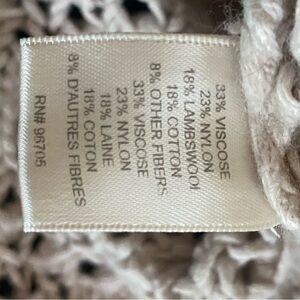 33% VISCOSE
23% NYLON
18% LAMBSWOOL
18% COTTON
8% OTHER FIBERS
33% VISCOSE
23% NYLON
18% LAINE
18% COTON
8% D'AUTRES FIBRES
RN# 96705